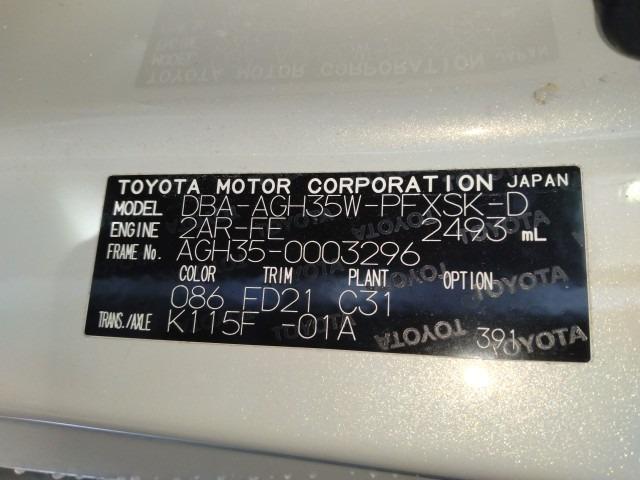 TOYOTA MOTOR CORPORATION JAPAN
MODEL DBA-AGH35W-PFXSK-D
ENGINE 2AR-FE 2493 mL
FRAME No. AGH35-0003296
COLOR TRIM PLANT OPTION
086 FD21 C31
TRANS./AXLE K115F -01A
391